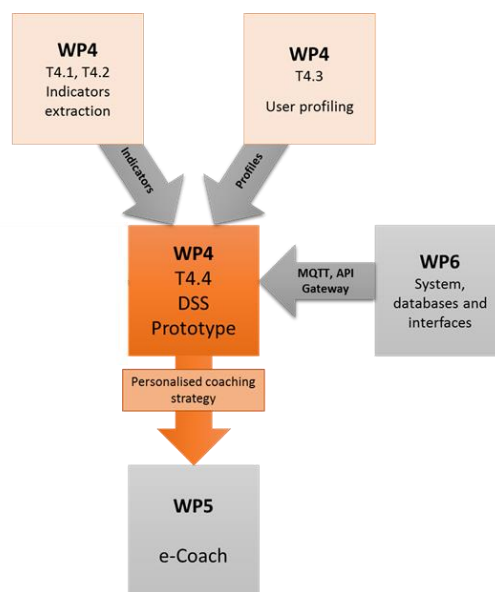 WP4
T4.1, T4.2
Indicators
extraction
WP4
T4.3
User profiling
Indicators
Profiles
WP4
T4.4
DSS
Prototype
MQTT, API
Gateway
WP6
System,
databases and
interfaces
Personalised coaching
strategy
WP5
e-Coach